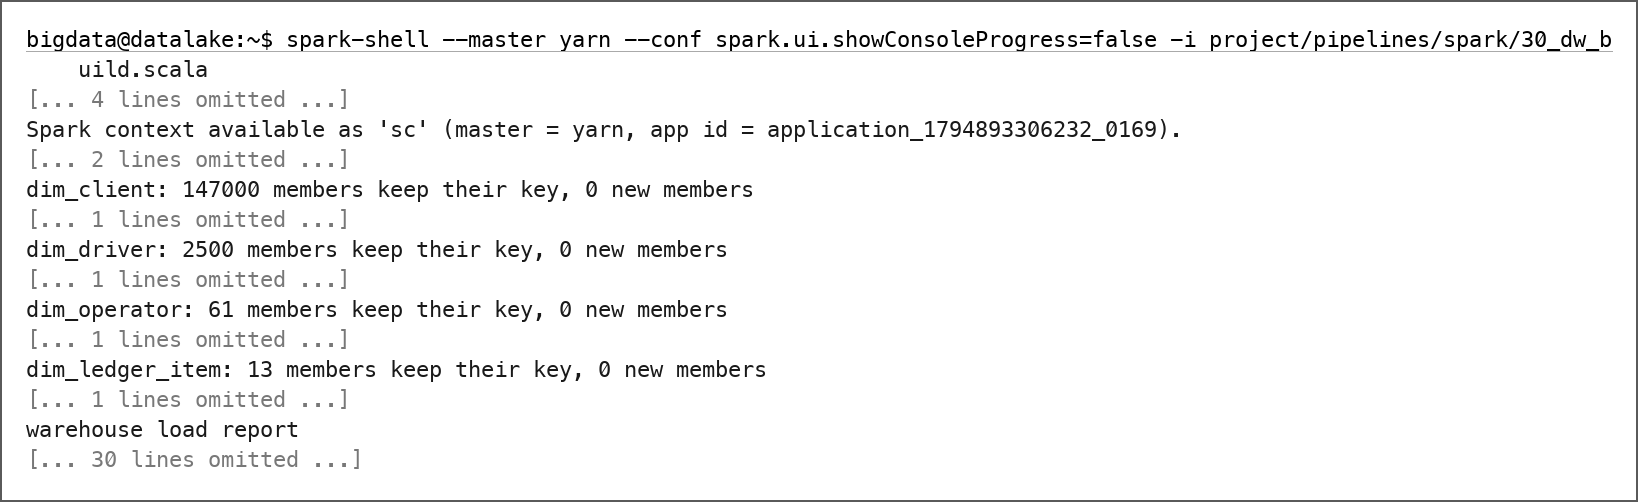 bigdata@datalake:~$ spark-shell --master yarn --conf spark.ui.showConsoleProgress=false -i project/pipelines/spark/30_dw_b
uild.scala
[... 4 lines omitted ...]
Spark context available as 'sc' (master = yarn, app id = application_1794893306232_0169).
[... 2 lines omitted ...]
dim_client: 147000 members keep their key, 0 new members
[... 1 lines omitted ...]
dim_driver: 2500 members keep their key, 0 new members
[... 1 lines omitted ...]
dim_operator: 61 members keep their key, 0 new members
[... 1 lines omitted ...]
dim_ledger_item: 13 members keep their key, 0 new members
[... 1 lines omitted ...]
warehouse load report
[... 30 lines omitted ...]